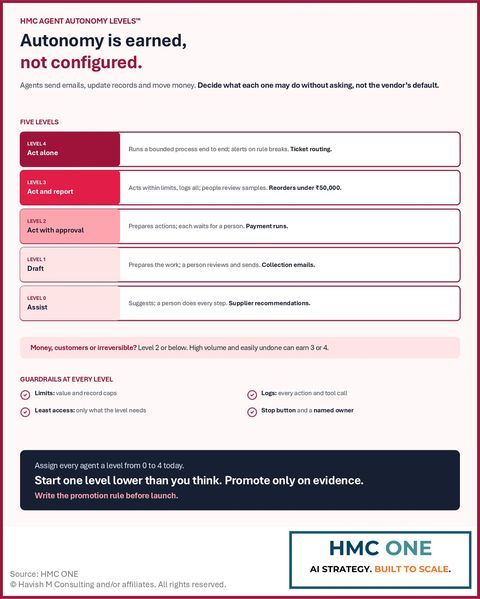 HMC AGENT AUTONOMY LEVELS™
Autonomy is earned,
not configured.
Agents send emails, update records and move money. Decide what each one may do without asking, not the vendor's default.
FIVE LEVELS
LEVEL 4
Act alone
Runs a bounded process end to end; alerts on rule breaks. Ticket routing.
LEVEL 3
Act and report
Acts within limits, logs all; people review samples. Reorders under ₹50,000.
LEVEL 2
Act with approval
Prepares actions; each waits for a person. Payment runs.
LEVEL 1
Draft
Prepares the work; a person reviews and sends. Collection emails.
LEVEL 0
Assist
Suggests; a person does every step. Supplier recommendations.
Money, customers or irreversible? Level 2 or below. High volume and easily undone can earn 3 or 4.
GUARDRAILS AT EVERY LEVEL
Limits: value and record caps
Logs: every action and tool call
Least access: only what the level needs
Stop button and a named owner
Assign every agent a level from 0 to 4 today.
Start one level lower than you think. Promote only on evidence.
Write the promotion rule before launch.
HMC ONE
AI STRATEGY. BUILT TO SCALE.
Source: HMC ONE
© Havish M Consulting and/or affiliates. All rights reserved.